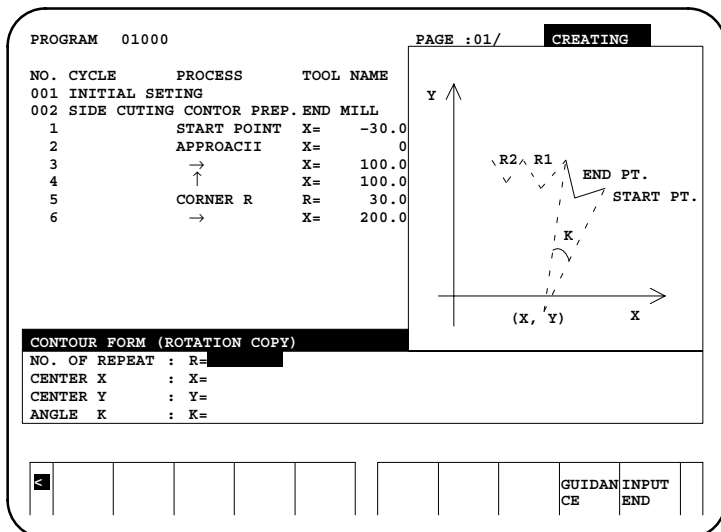 PROGRAM 01000 PAGE :01/ CREATING
NO. CYCLE PROCESS TOOL NAME
001 INITIAL SETING
002 SIDE CUTING CONTOR PREP. END MILL
1 START POINT X= -30.0
2 APPROACII X= 0
3 → X= 100.0
4 ↑ X= 100.0
5 CORNER R R= 30.0
6 → X= 200.0
Y
R2 R1
END PT.
START PT.
K
(X, Y) X
CONTOUR FORM (ROTATION COPY)
NO. OF REPEAT : R=
CENTER X : X=
CENTER Y : Y=
ANGLE K : K=
<
GUIDAN INPUT
CE END